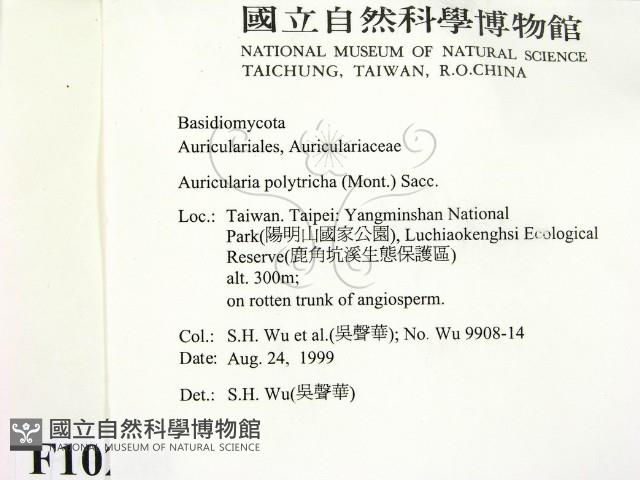 國立自然科學博物館
NATIONAL MUSEUM OF NATURAL SCIENCE
TAICHUNG, TAIWAN, R.O.CHINA
Basidiomycota
Auriculariales, Auriculariaceae
Auricularia polytricha (Mont.) Sacc.
Loc.: Taiwan. Taipei: Yangminshan National
Park(陽明山國家公園), Luchiaokenghsi Ecological
Reserve(鹿角坑溪生態保護區)
alt. 300m;
on rotten trunk of angiosperm.
Col.: S.H. Wu et al.(吳聲華); No. Wu 9908-14
Date: Aug. 24, 1999
Det.: S.H. Wu(吳聲華)
國立自然科學博物館
NATIONAL MUSEUM OF NATURAL SCIENCE